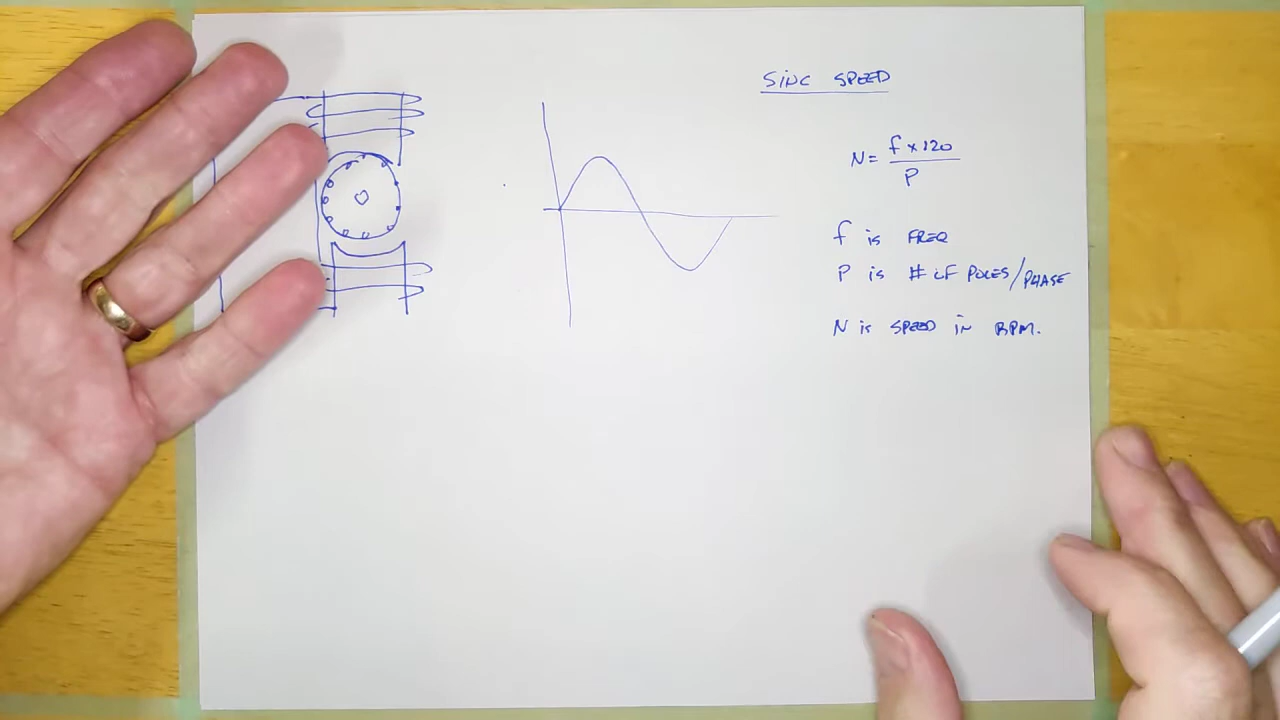 SINC SPEED
N = f x 120 / P
f is FREQ
P is # OF POLES/PHASE
N is SPEED in RPM.